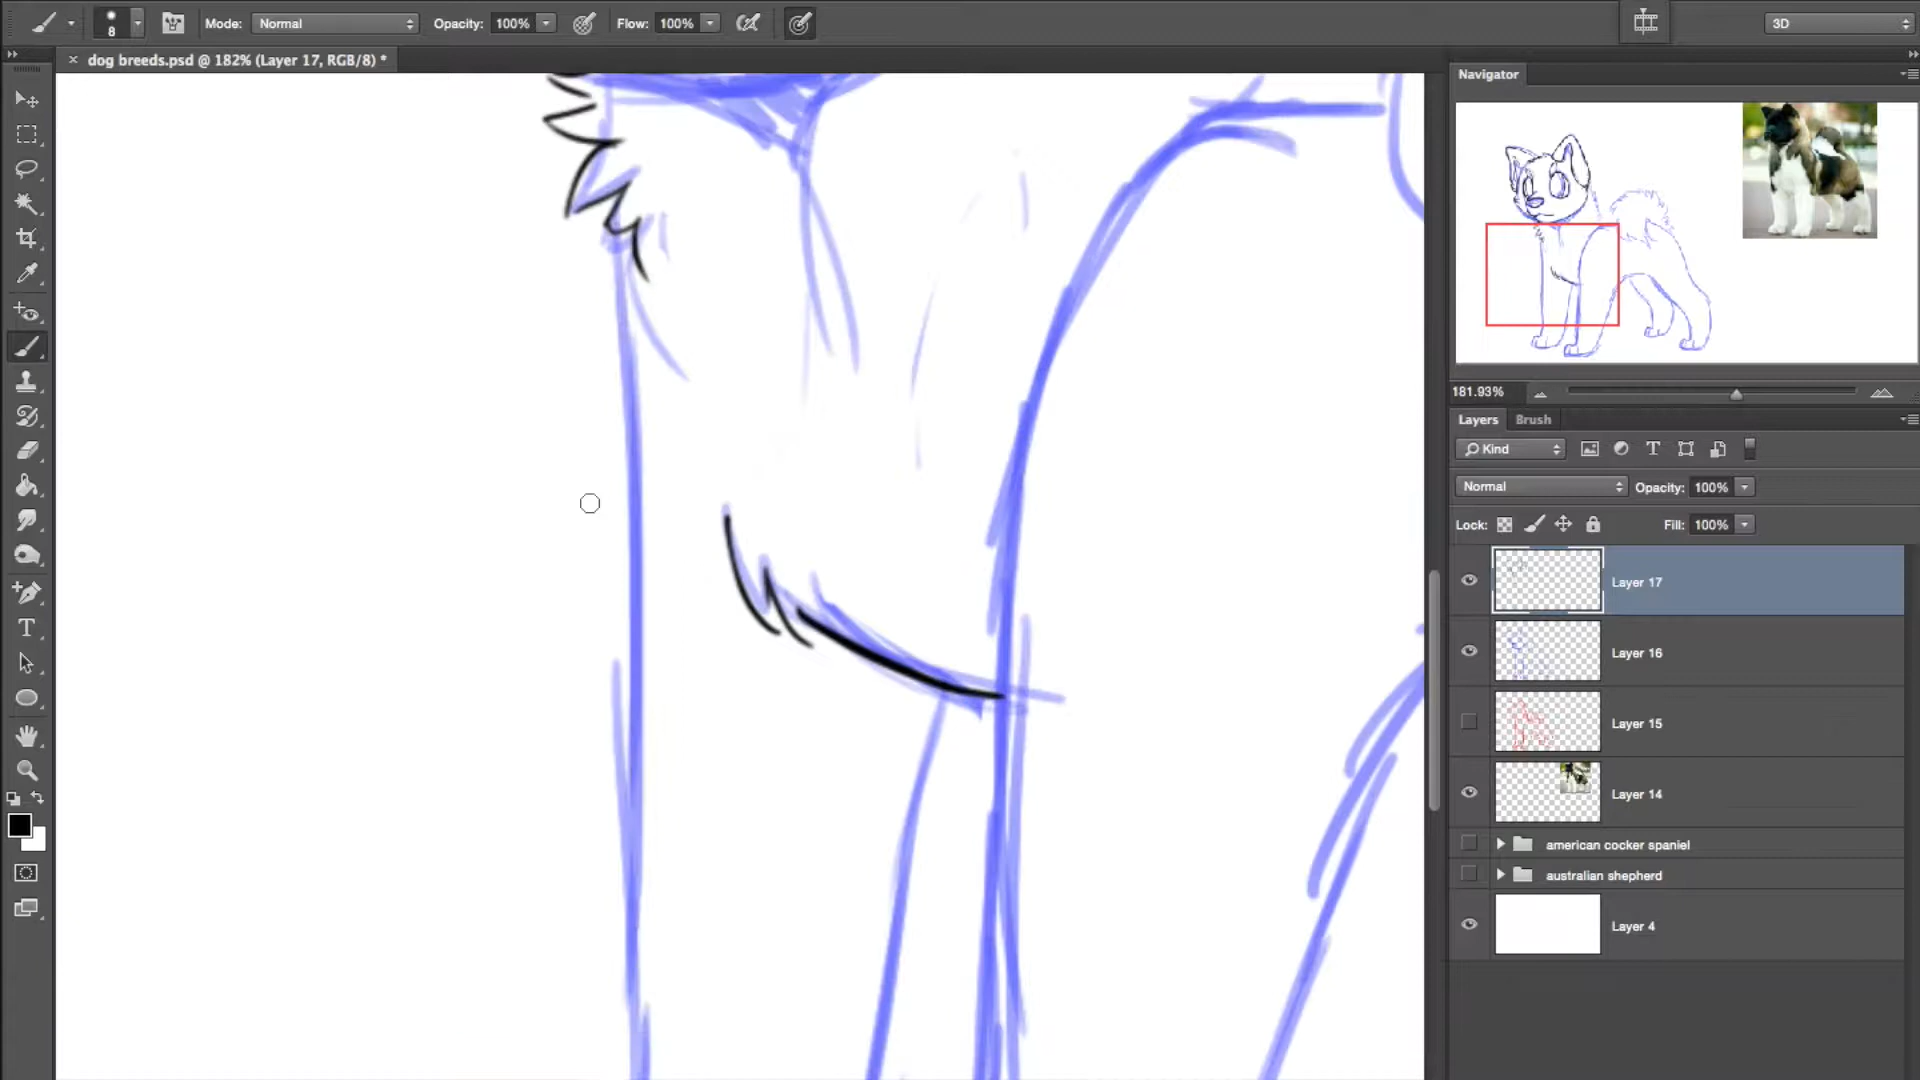 8
Mode: Normal Opacity: 100% Flow: 100% 3D
dog breeds.psd @ 182% (Layer 17, RGB/8) *
Navigator
181.93%
Layers Brush
Kind
Normal Opacity: 100%
Lock: Fill: 100%
Layer 17
Layer 16
Layer 15
Layer 14
american cocker spaniel
australian shepherd
Layer 4